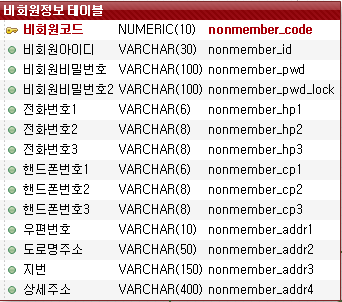 비회원정보 테이블
비회원코드 NUMERIC(10) nonmember_code
비회원아이디 VARCHAR(30) nonmember_id
비회원비밀번호 VARCHAR(100) nonmember_pwd
비회원비밀번호2 VARCHAR(100) nonmember_pwd_lock
전화번호1 VARCHAR(6) nonmember_hp1
전화번호2 VARCHAR(8) nonmember_hp2
전화번호3 VARCHAR(8) nonmember_hp3
핸드폰번호1 VARCHAR(6) nonmember_cp1
핸드폰번호2 VARCHAR(8) nonmember_cp2
핸드폰번호3 VARCHAR(8) nonmember_cp3
우편번호 VARCHAR(10) nonmember_addr1
도로명주소 VARCHAR(50) nonmember_addr2
지번 VARCHAR(150) nonmember_addr3
상세주소 VARCHAR(400) nonmember_addr4